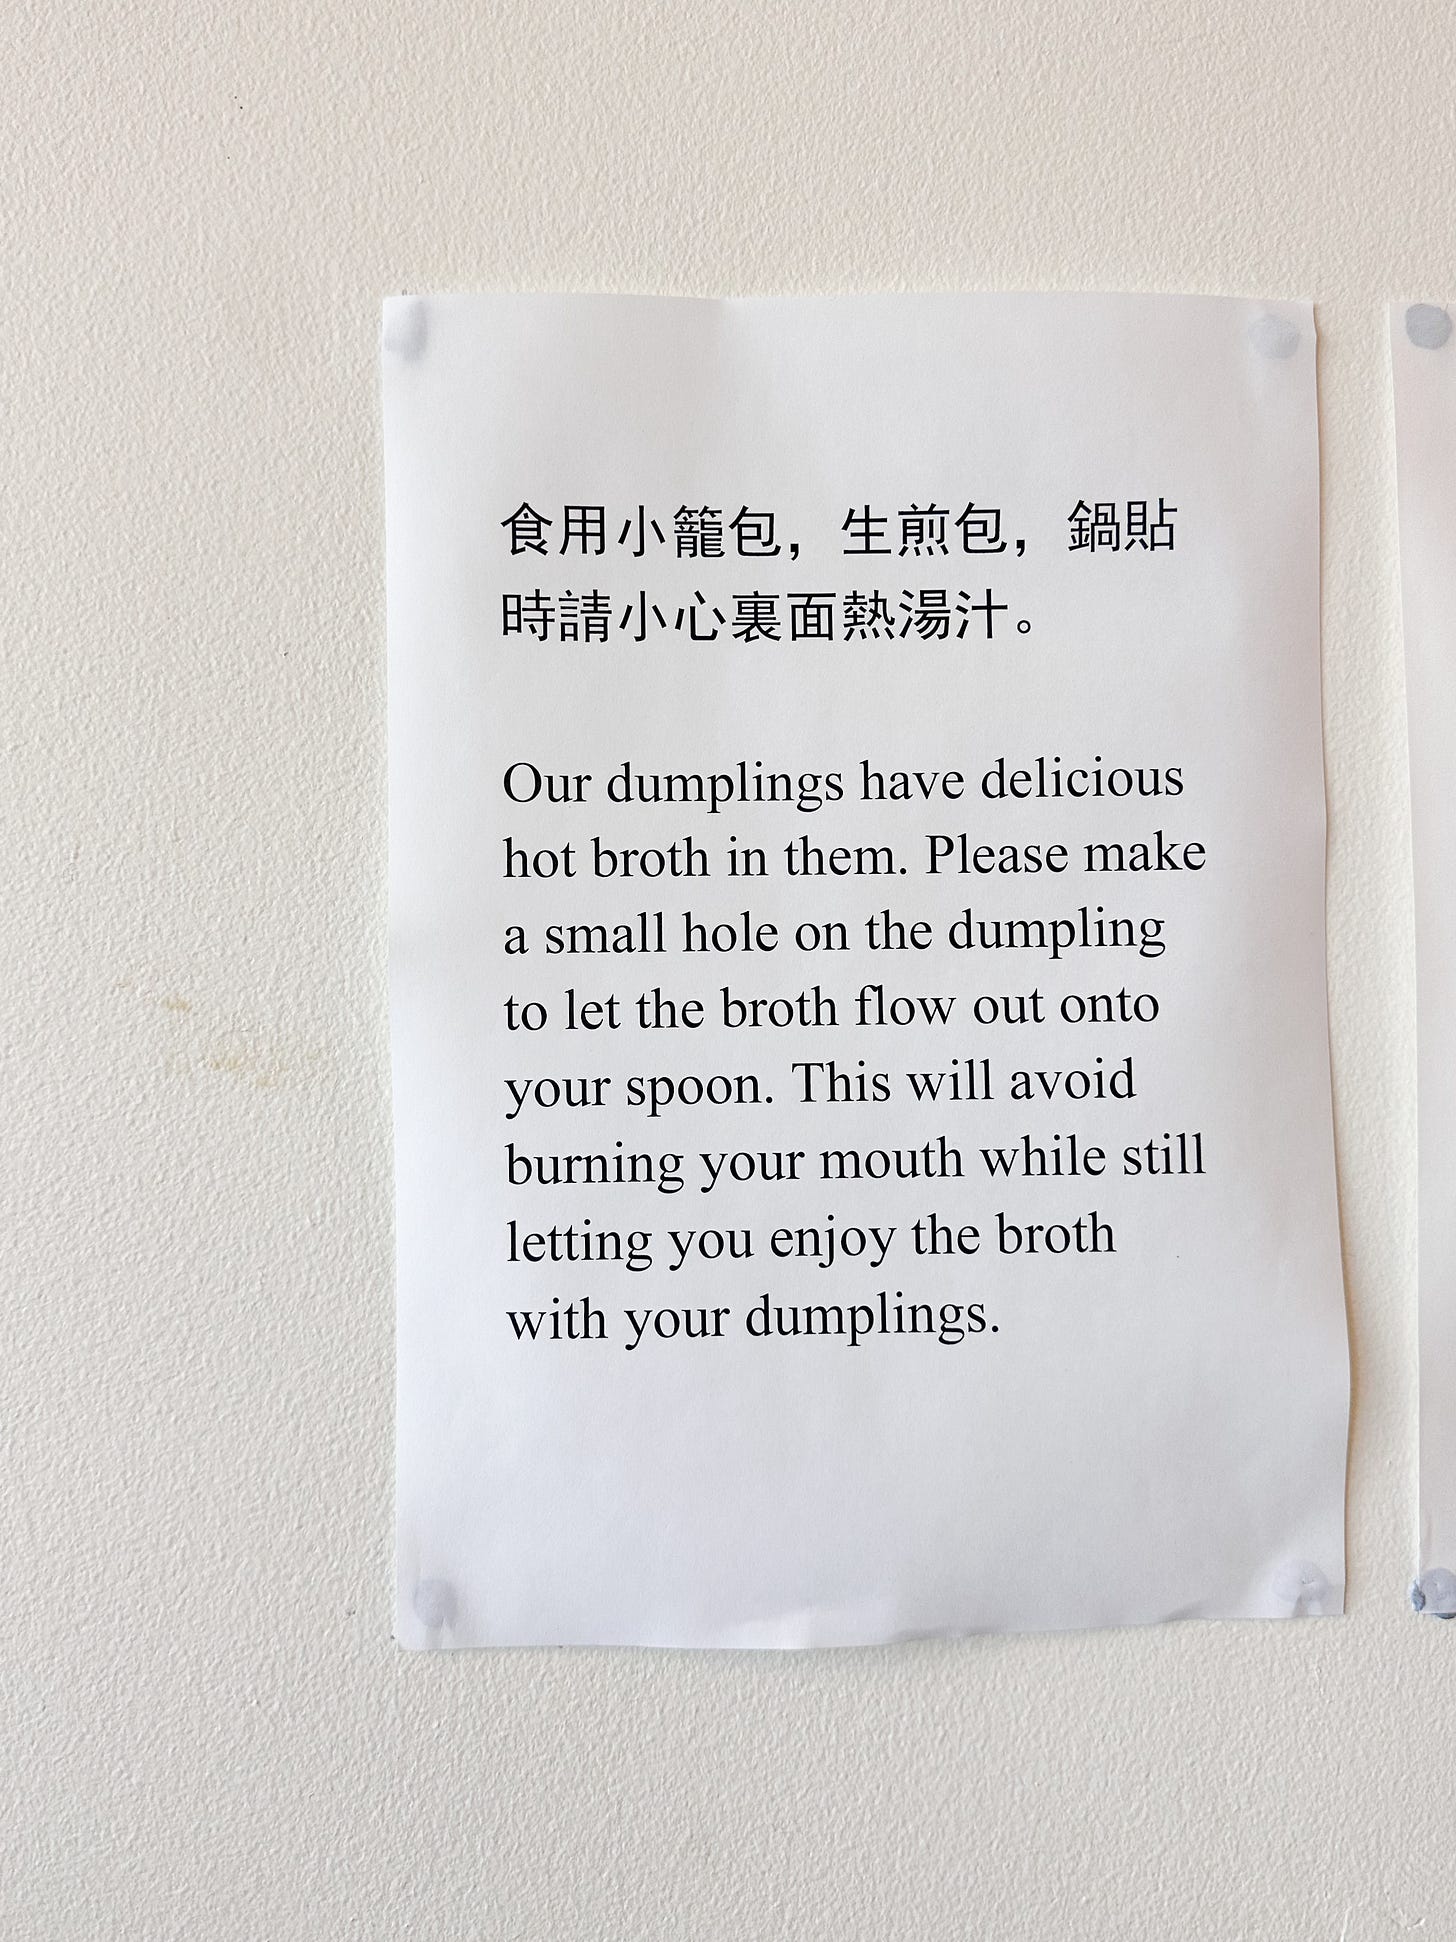 食用小籠包，生煎包，鍋貼
時請小心裏面熱湯汁。
Our dumplings have delicious
hot broth in them. Please make
a small hole on the dumpling
to let the broth flow out onto
your spoon. This will avoid
burning your mouth while still
letting you enjoy the broth
with your dumplings.